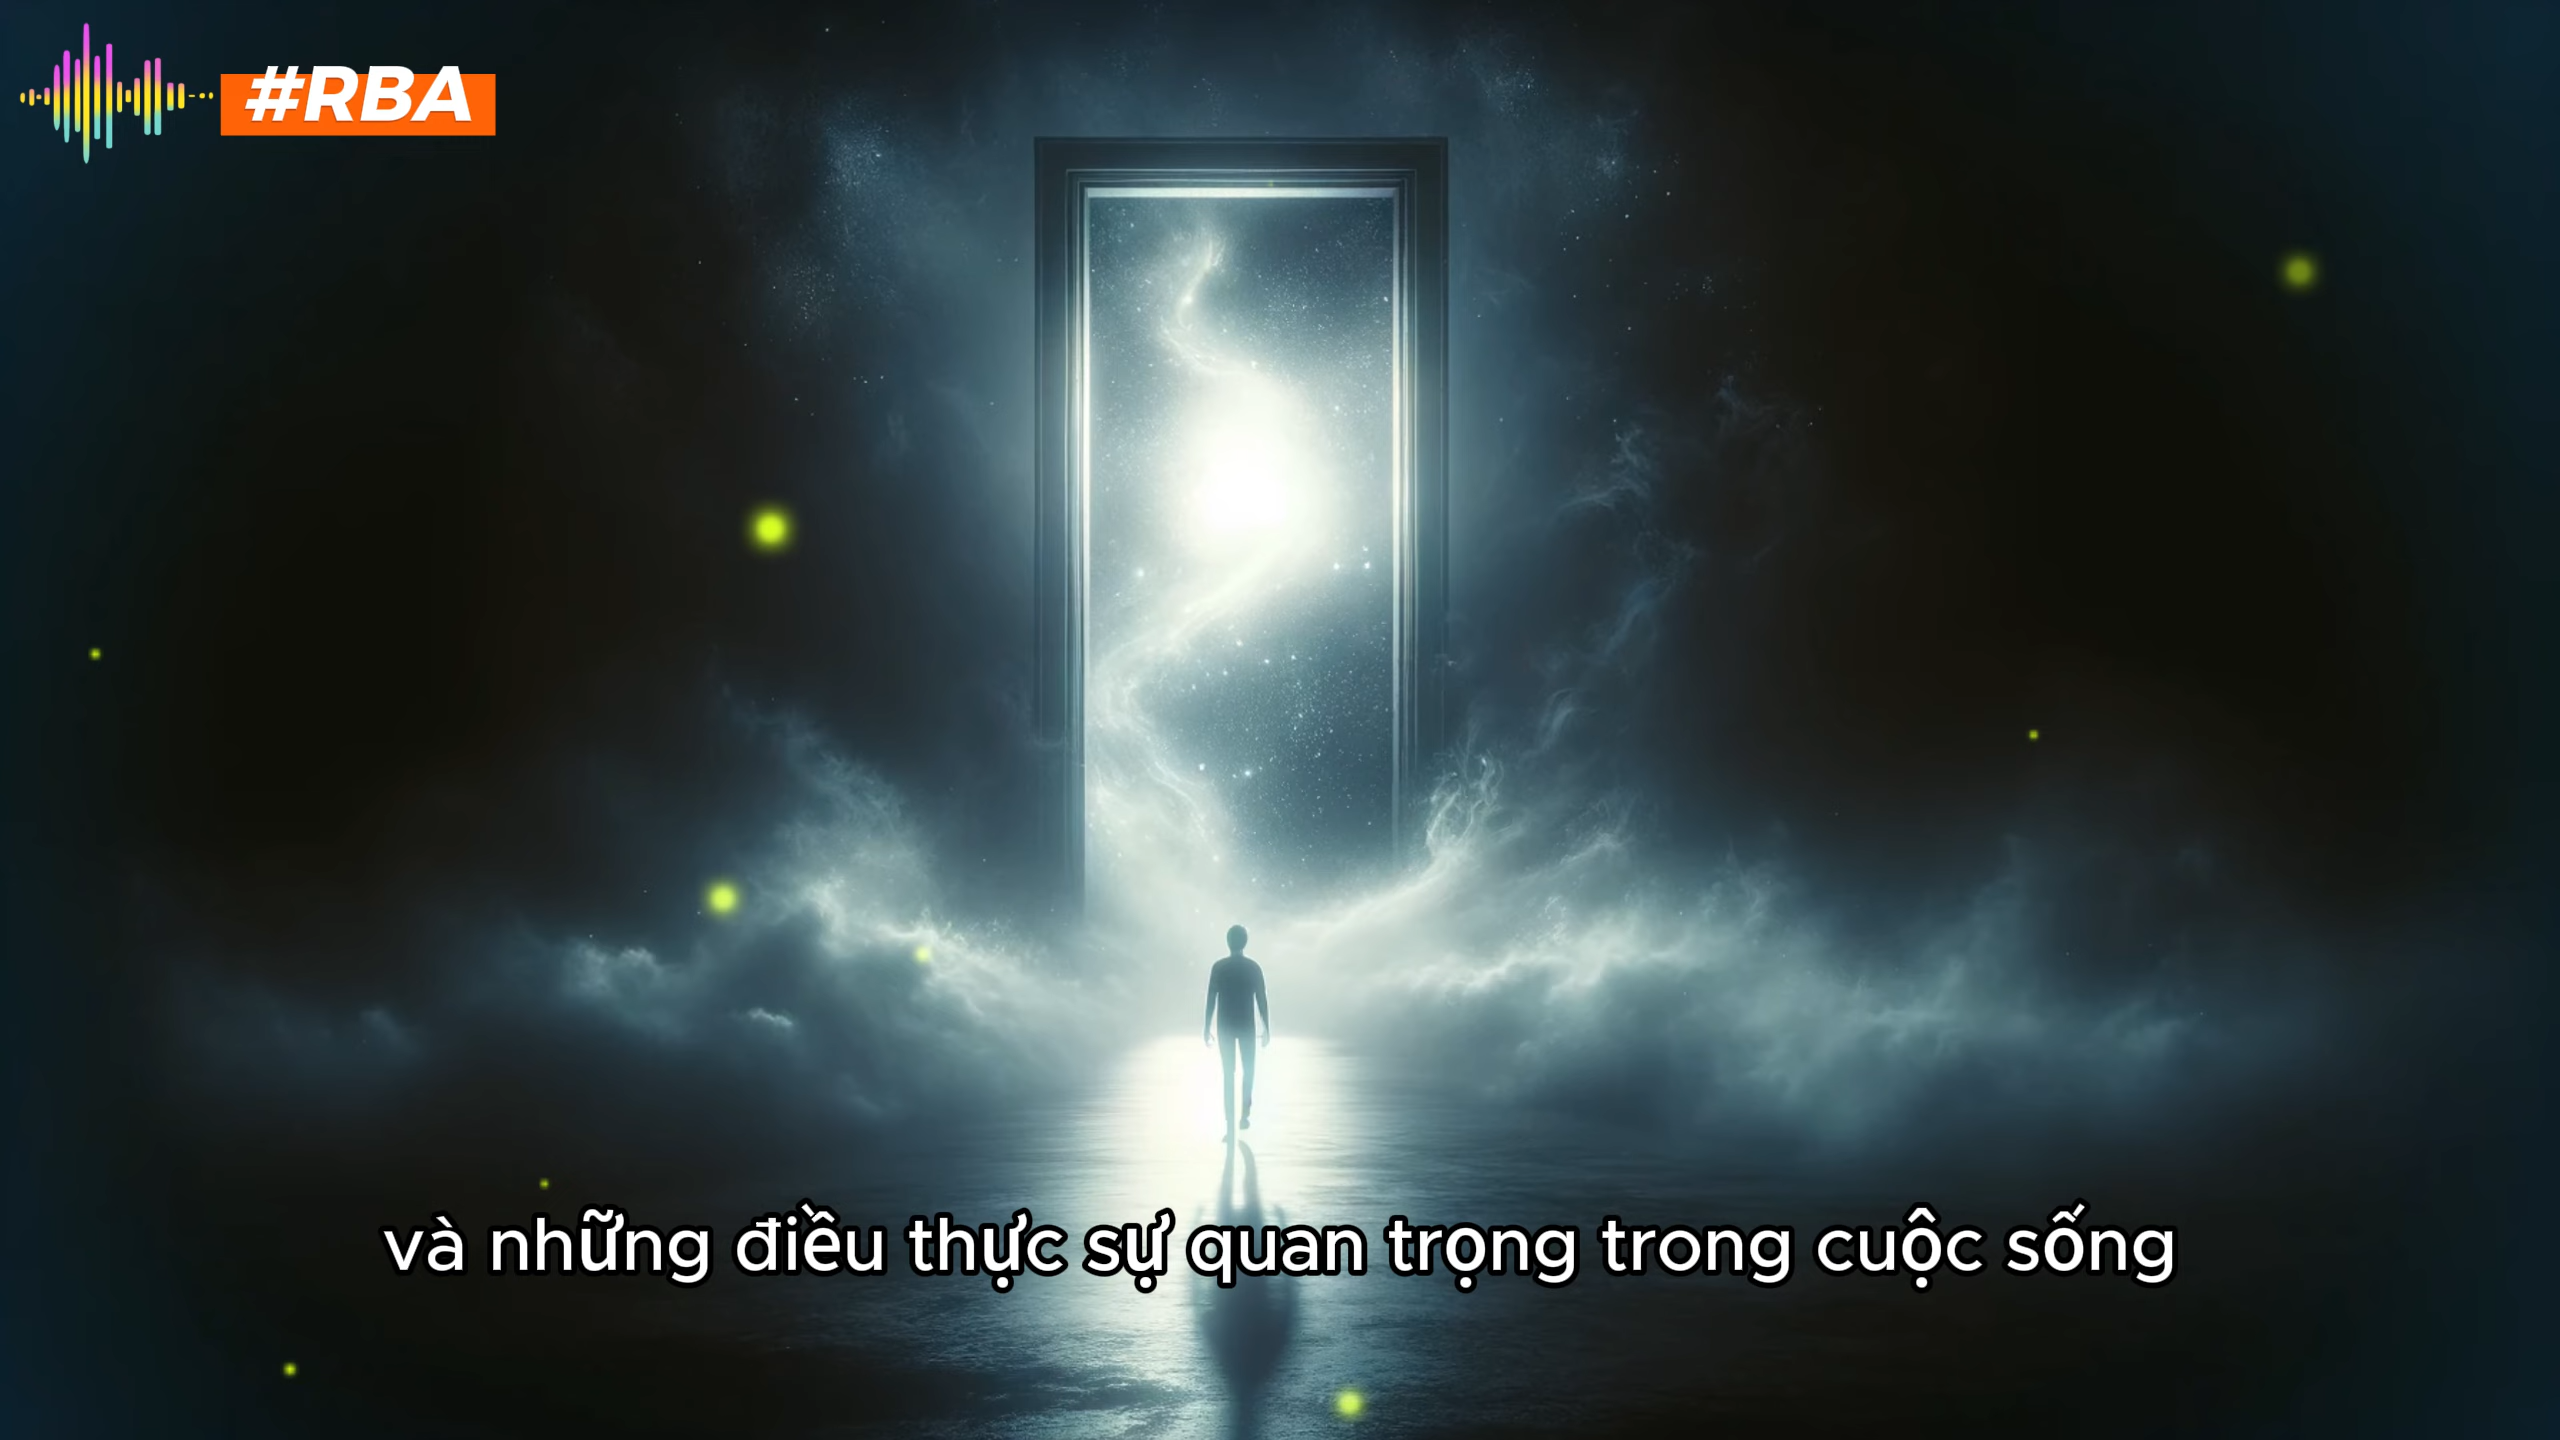 #RBA
và những điều thực sự quan trọng trong cuộc sống